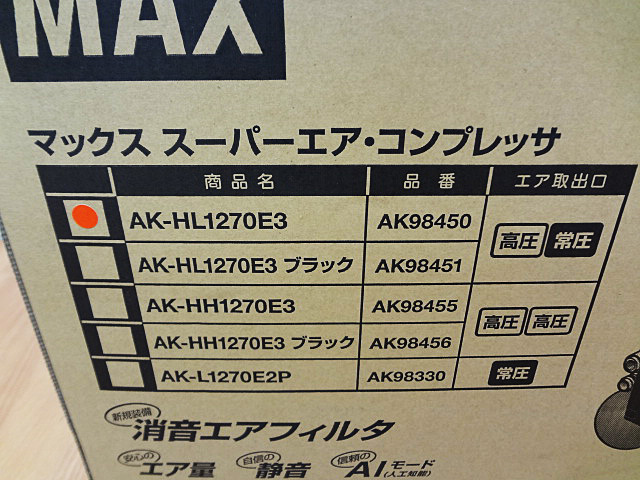 MAX
マックス スーパーエア・コンプレッサ
商品名 品番 エア取出口
AK-HL1270E3 AK98450 高圧 常圧
AK-HL1270E3 ブラック AK98451
AK-HH1270E3 AK98455 高圧 高圧
AK-HH1270E3 ブラック AK98456
AK-L1270E2P AK98330 常圧
新規装備
消音エアフィルタ
安心の エア量 自信の 静音 信頼の AIモード(人工知能)